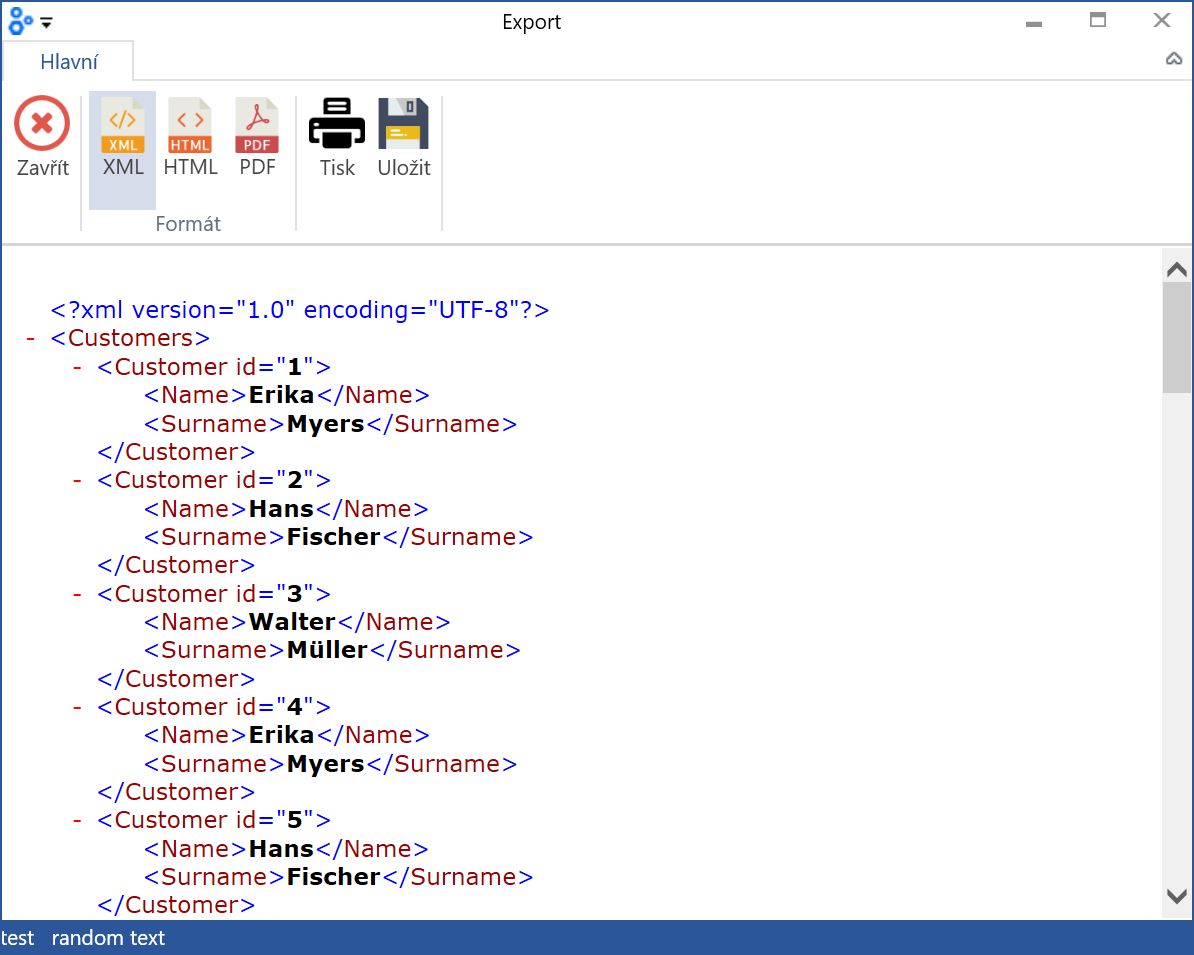 Export
Hlavní
XML HTML PDF
Zavřít XML HTML PDF Tisk Uložit
Formát
<?xml version="1.0" encoding="UTF-8"?>
- <Customers>
- <Customer id="1">
<Name>Erika</Name>
<Surname>Myers</Surname>
</Customer>
- <Customer id="2">
<Name>Hans</Name>
<Surname>Fischer</Surname>
</Customer>
- <Customer id="3">
<Name>Walter</Name>
<Surname>Müller</Surname>
</Customer>
- <Customer id="4">
<Name>Erika</Name>
<Surname>Myers</Surname>
</Customer>
- <Customer id="5">
<Name>Hans</Name>
<Surname>Fischer</Surname>
</Customer>
test random text